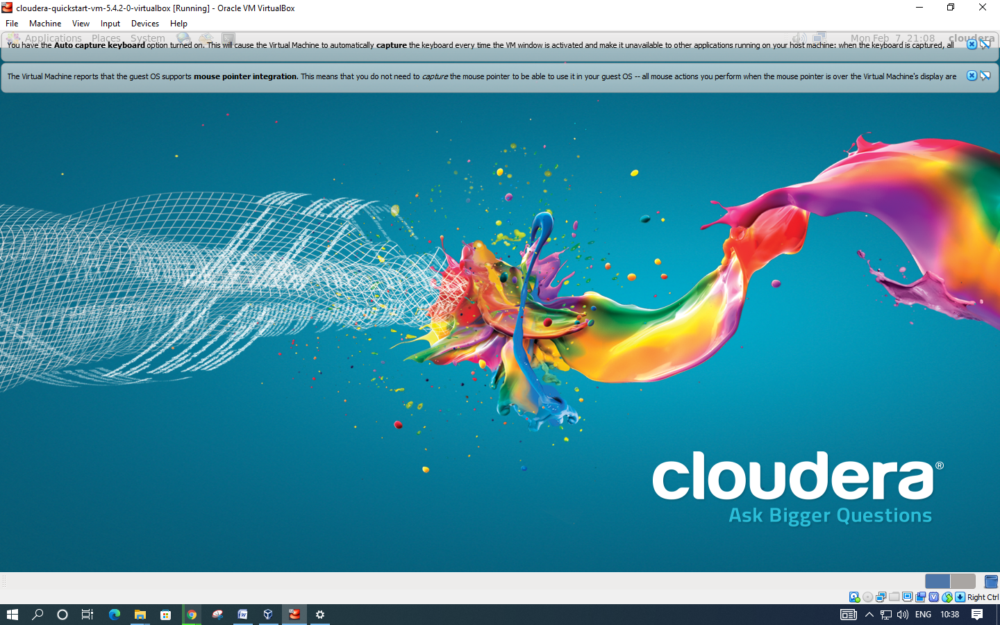 cloudera-quickstart-vm-5.4.2-0-virtualbox [Running] - Oracle VM VirtualBox
File Machine View Input Devices Help
Applications Places System Mon Feb 7, 21:08 cloudera
You have the Auto capture keyboard option turned on. This will cause the Virtual Machine to automatically capture the keyboard every time the VM window is activated and make it unavailable to other applications running on your host machine: when the keyboard is captured, all
The Virtual Machine reports that the guest OS supports mouse pointer integration. This means that you do not need to capture the mouse pointer to be able to use it in your guest OS -- all mouse actions you perform when the mouse pointer is over the Virtual Machine's display are
cloudera®
Ask Bigger Questions
Right Ctrl
ENG 10:38